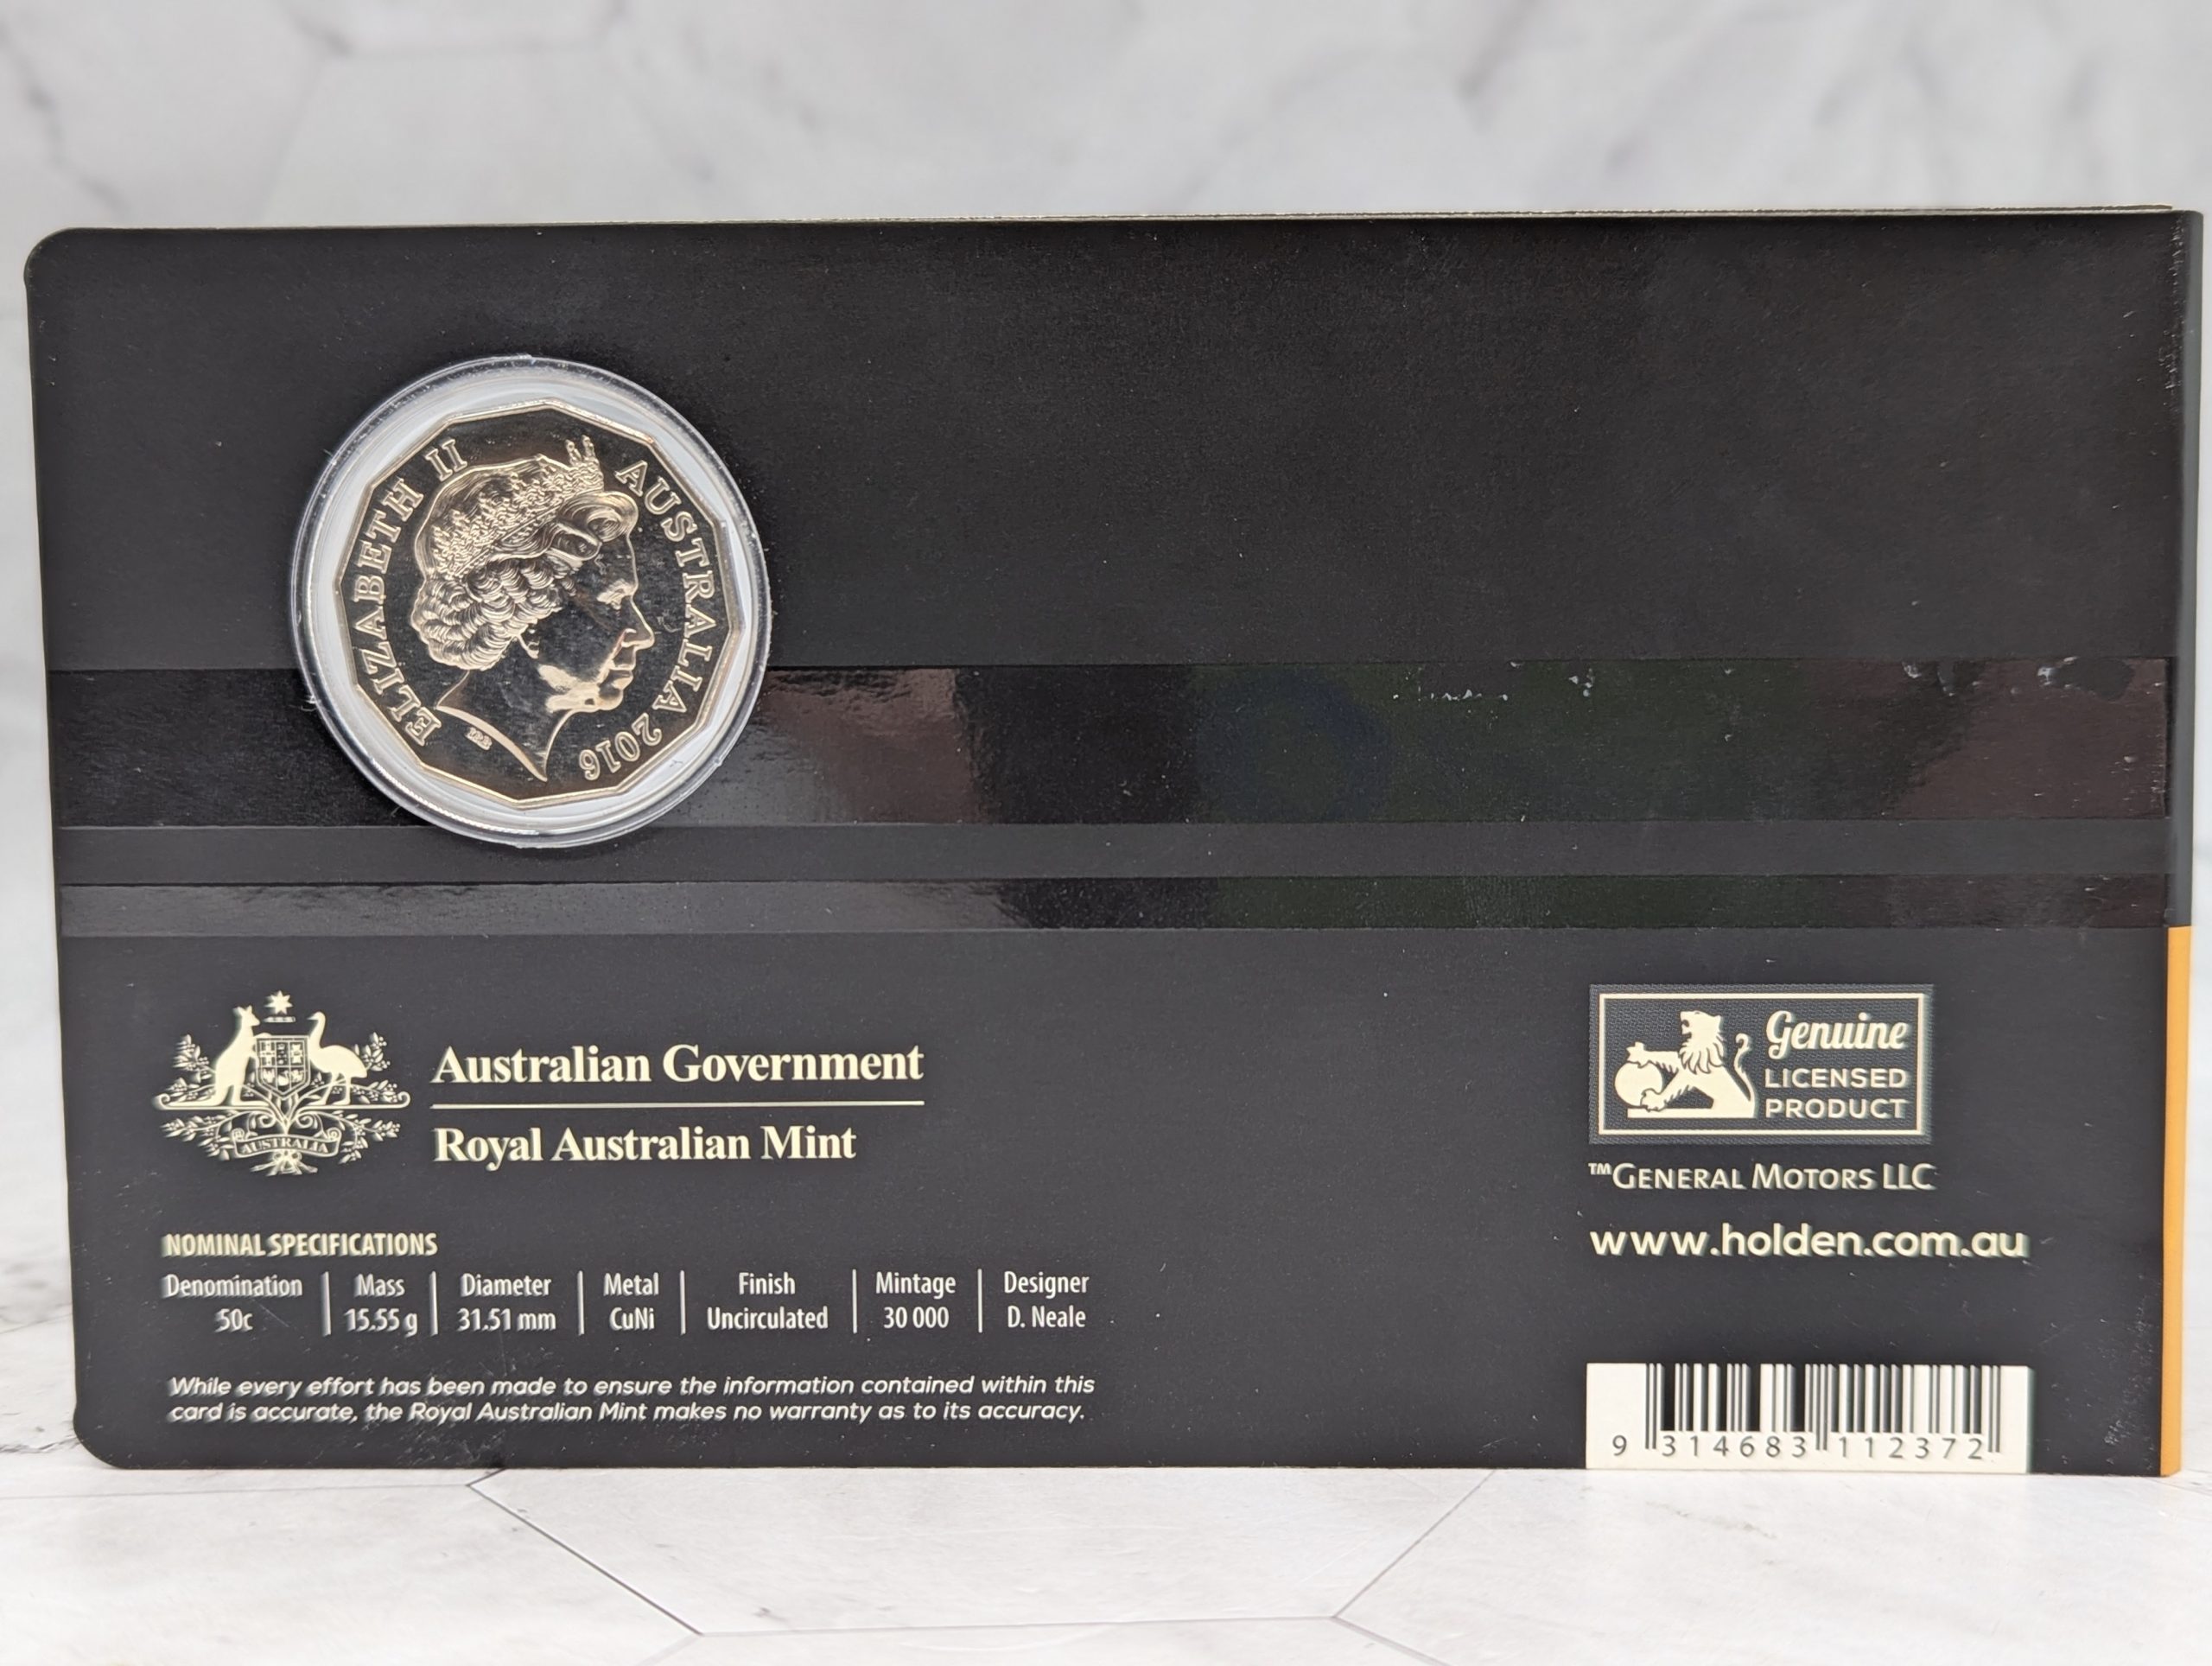 ELIZABETH II AUSTRALIA 2016
IRB
AUSTRALIA
Australian Government
Royal Australian Mint
Genuine
LICENSED
PRODUCT
™GENERAL MOTORS LLC
www.holden.com.au
NOMINAL SPECIFICATIONS
Denomination | Mass | Diameter | Metal | Finish | Mintage | Designer
50c | 15.55 g | 31.51 mm | CuNi | Uncirculated | 30 000 | D. Neale
While every effort has been made to ensure the information contained within this
card is accurate, the Royal Australian Mint makes no warranty as to its accuracy.
9 314683 112372